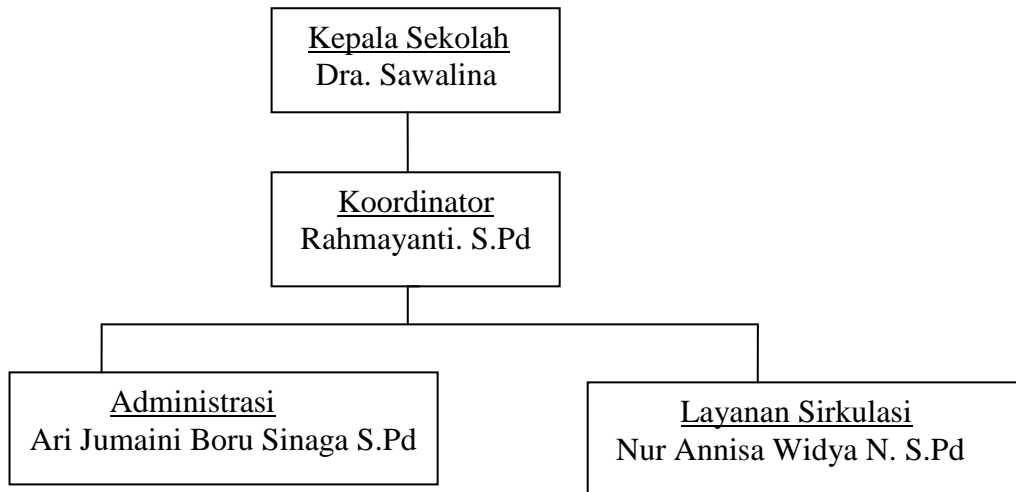 Kepala Sekolah
Dra. Sawalina
Koordinator
Rahmayanti. S.Pd
Administrasi
Ari Jumaini Boru Sinaga S.Pd
Layanan Sirkulasi
Nur Annisa Widya N. S.Pd